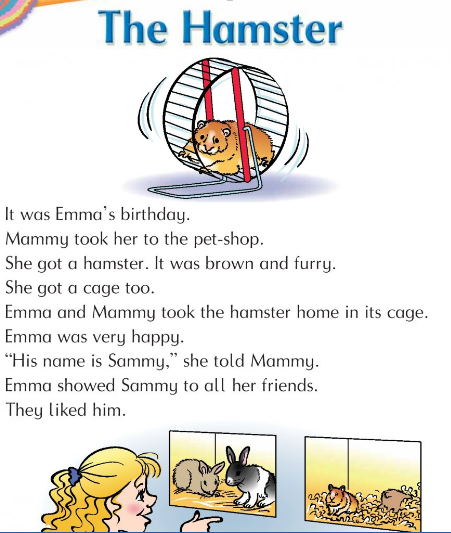 The Hamster
It was Emma's birthday.
Mammy took her to the pet-shop.
She got a hamster. It was brown and furry.
She got a cage too.
Emma and Mammy took the hamster home in its cage.
Emma was very happy.
“His name is Sammy,” she told Mammy.
Emma showed Sammy to all her friends.
They liked him.